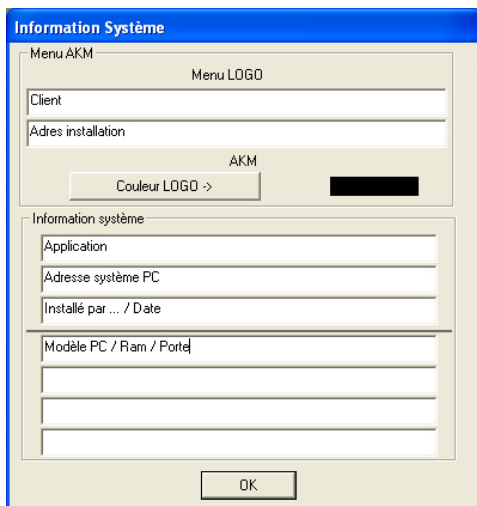 Information Système
Menu AKM
Menu LOGO
Client
Adres installation
AKM
Couleur LOGO ->
Information système
Application
Adresse système PC
Installé par ... / Date
Modèle PC / Ram / Porte
OK